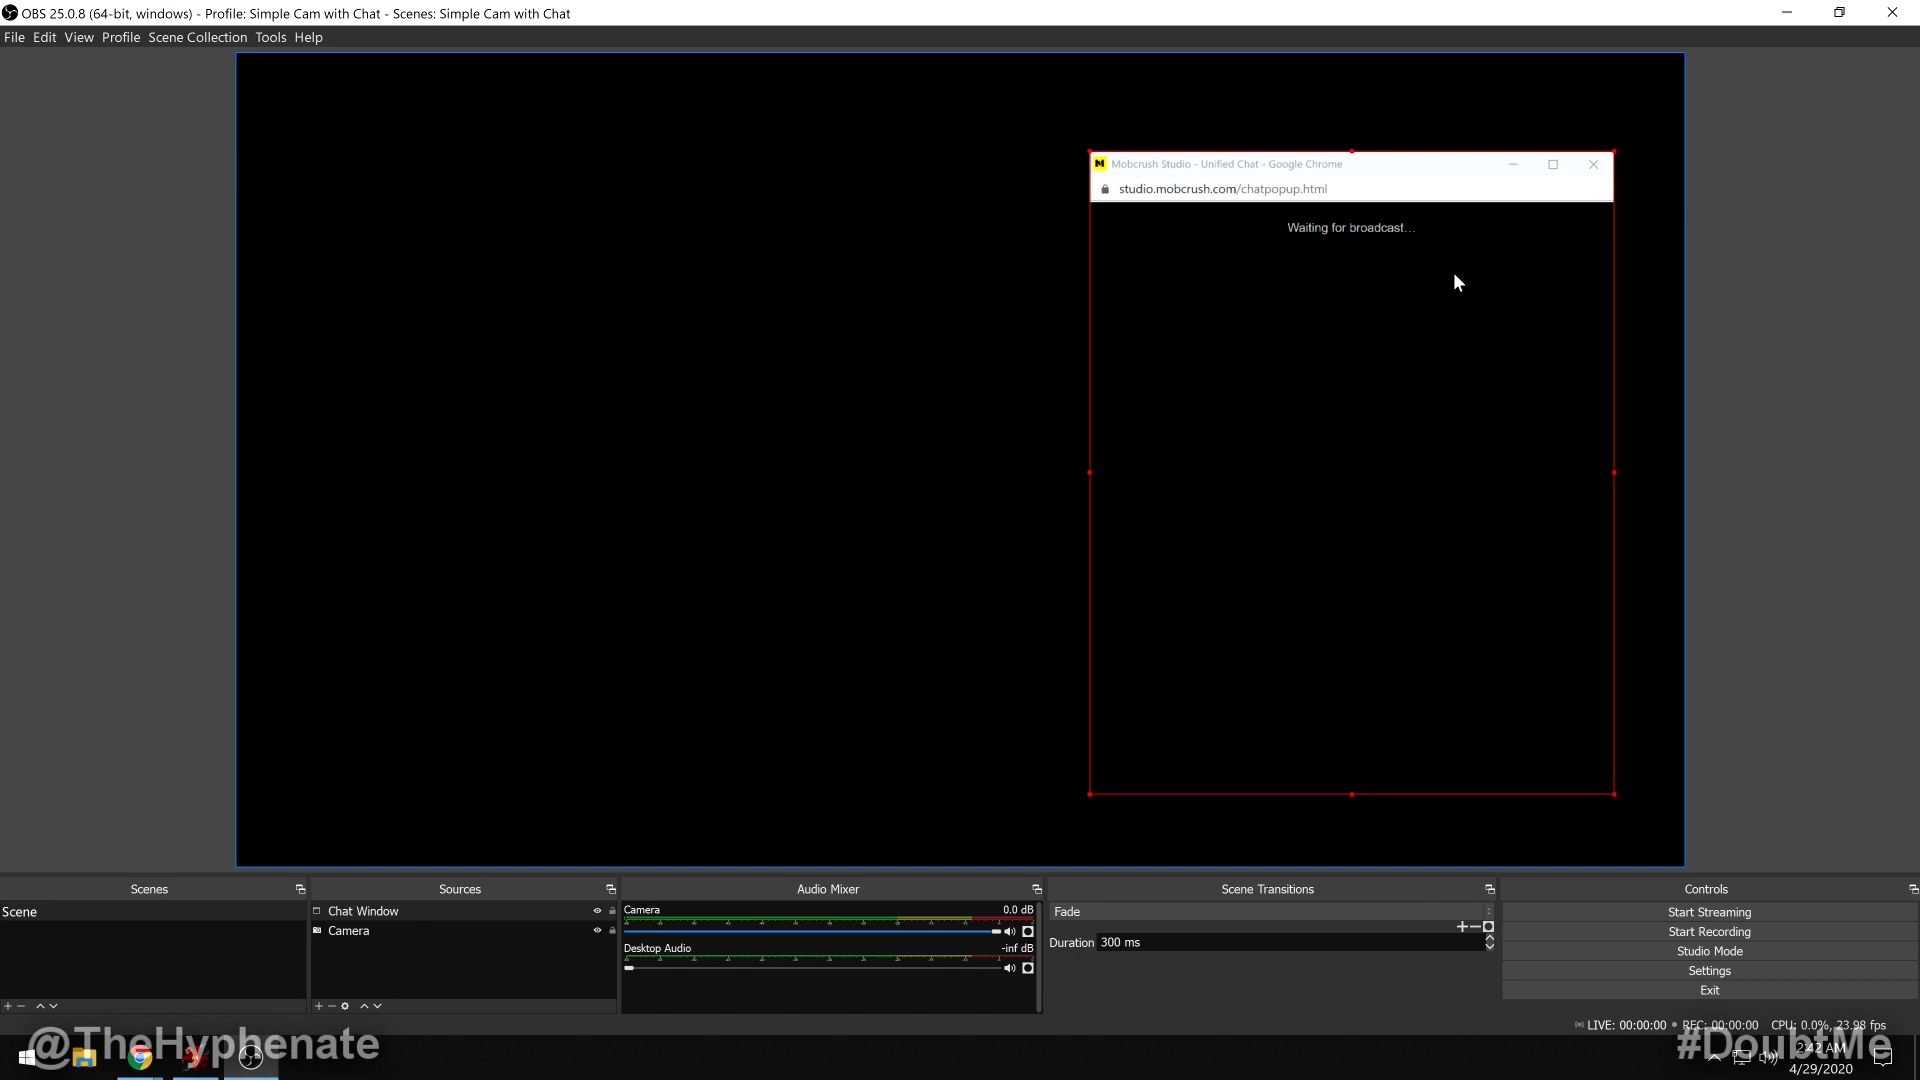 OBS 25.0.8 (64-bit, windows) - Profile: Simple Cam with Chat - Scenes: Simple Cam with Chat
File Edit View Profile Scene Collection Tools Help
M Mobcrush Studio - Unified Chat - Google Chrome
studio.mobcrush.com/chatpopup.html
Waiting for broadcast...
Scenes
Scene
Sources
Chat Window
Camera
Audio Mixer
Camera 0.0 dB
Desktop Audio -inf dB
Scene Transitions
Fade
Duration 300 ms
Controls
Start Streaming
Start Recording
Studio Mode
Settings
Exit
LIVE: 00:00:00 REC: 00:00:00 CPU: 0.0%, 23.98 fps
@TheHyphenate
#DoubtMe
2:42 AM
4/29/2020